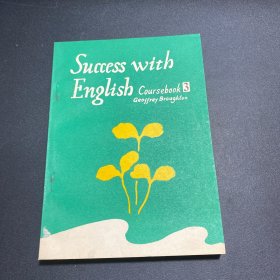 Success with
English Coursebook 3
Geoffrey Broughton